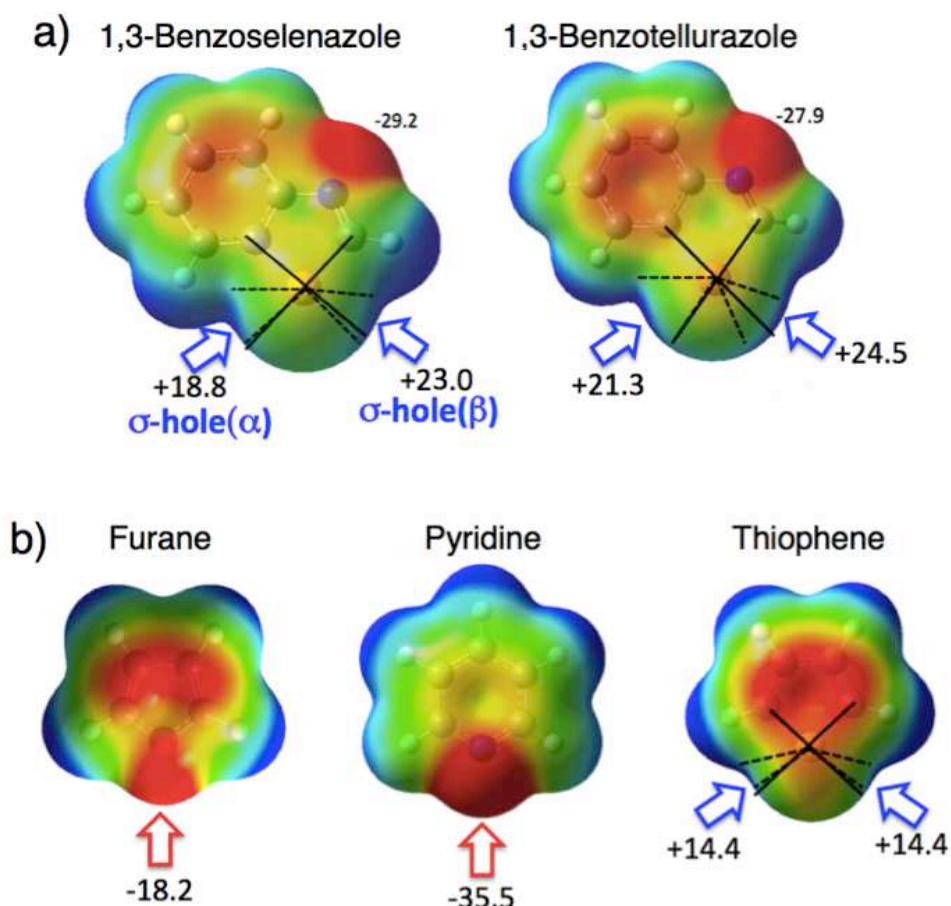 a) 1,3-Benzoselenazole 1,3-Benzotellurazole
-29.2 -27.9
+18.8 +23.0 +21.3 +24.5
σ-hole(α) σ-hole(β)
b) Furane Pyridine Thiophene
+14.4 +14.4
-18.2 -35.5